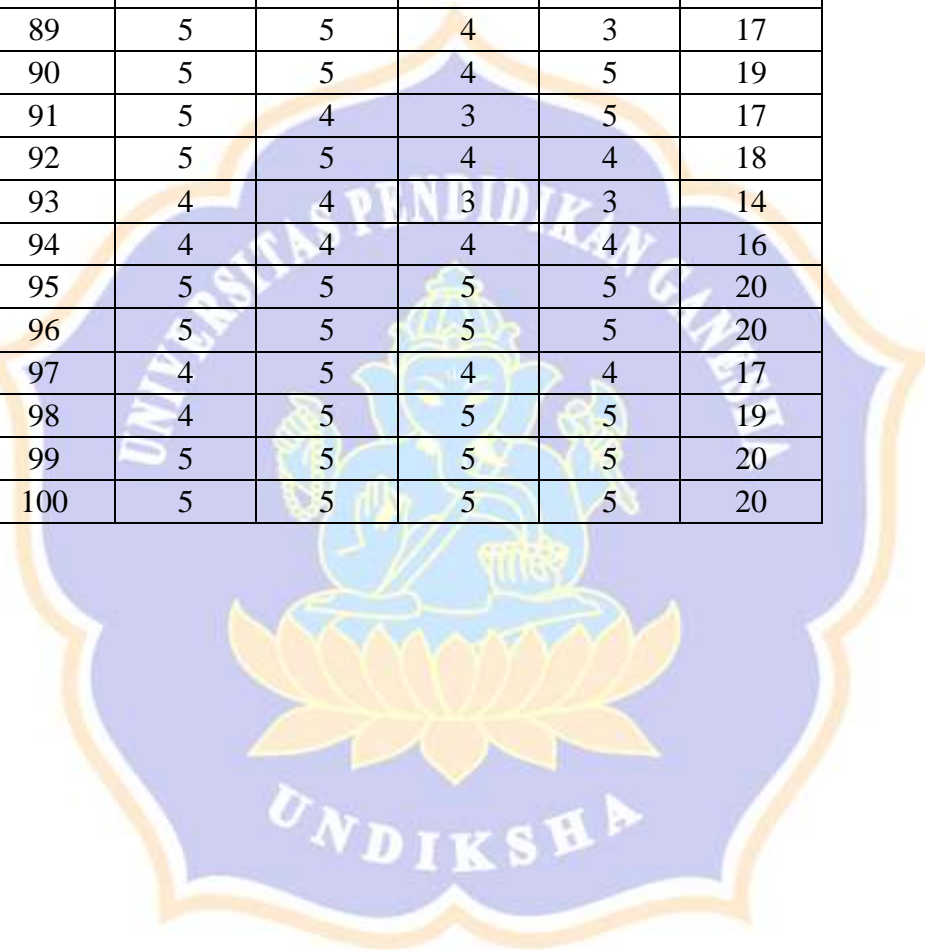 89 5 5 4 3 17
90 5 5 4 5 19
91 5 4 3 5 17
92 5 5 4 4 18
93 4 4 3 3 14
94 4 4 4 4 16
95 5 5 5 5 20
96 5 5 5 5 20
97 4 5 4 4 17
98 4 5 5 5 19
99 5 5 5 5 20
100 5 5 5 5 20
UNIVERSITAS PENDIDIKAN GANESHA
UNDIKSHA